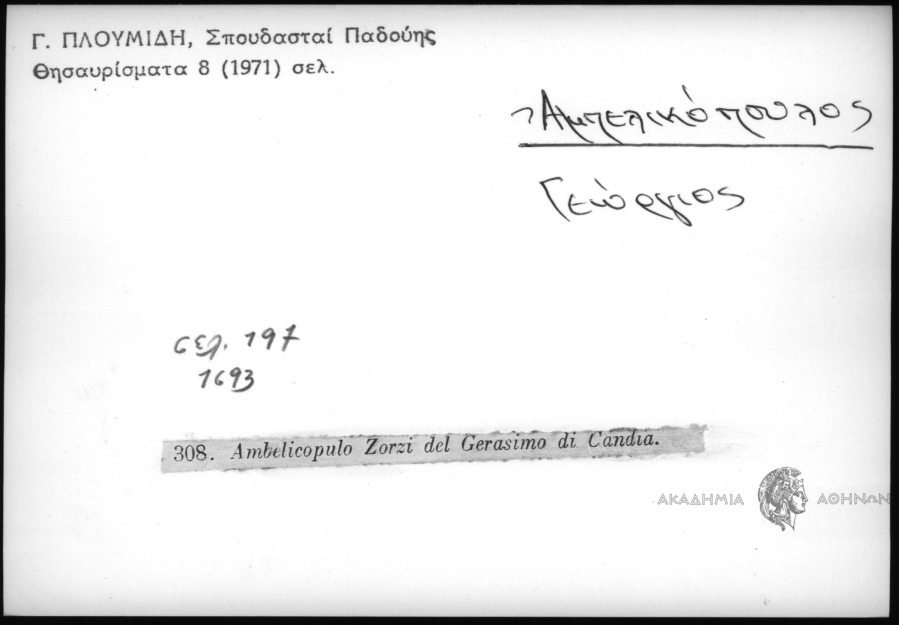 Γ. ΠΛΟΥΜΙΔΗ, Σπουδασταί Παδούης
Θησαυρίσματα 8 (1971) σελ.
Ἀμπελικόπουλος
Γεώργιος
σελ. 197
1693
308. Ambelicopulo Zorzi del Gerasimo di Candia.
ΑΚΑΔΗΜΙΑ ΑΘΗΝΩΝ